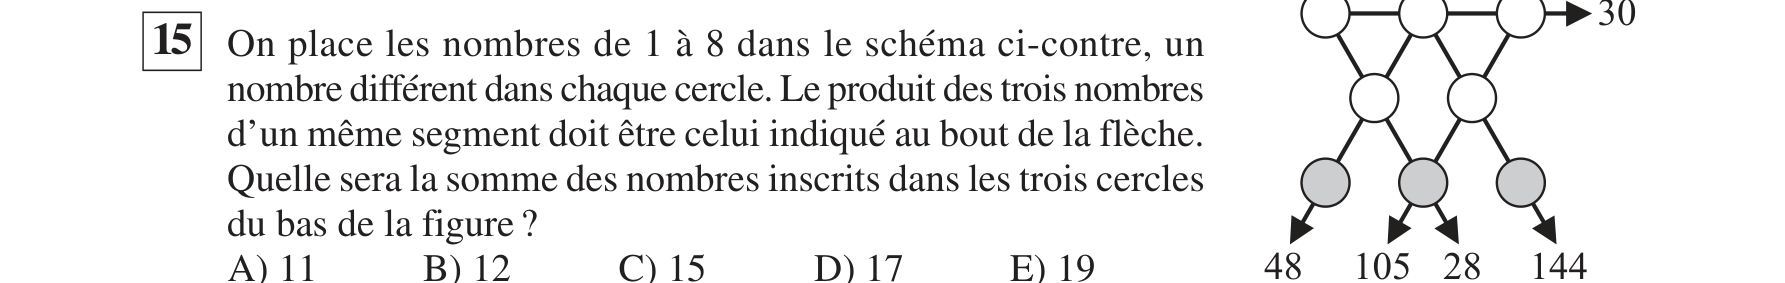 30
15 On place les nombres de 1 à 8 dans le schéma ci-contre, un
nombre différent dans chaque cercle. Le produit des trois nombres
d’un même segment doit être celui indiqué au bout de la flèche.
Quelle sera la somme des nombres inscrits dans les trois cercles
du bas de la figure ?
A) 11 B) 12 C) 15 D) 17 E) 19
48 105 28 144